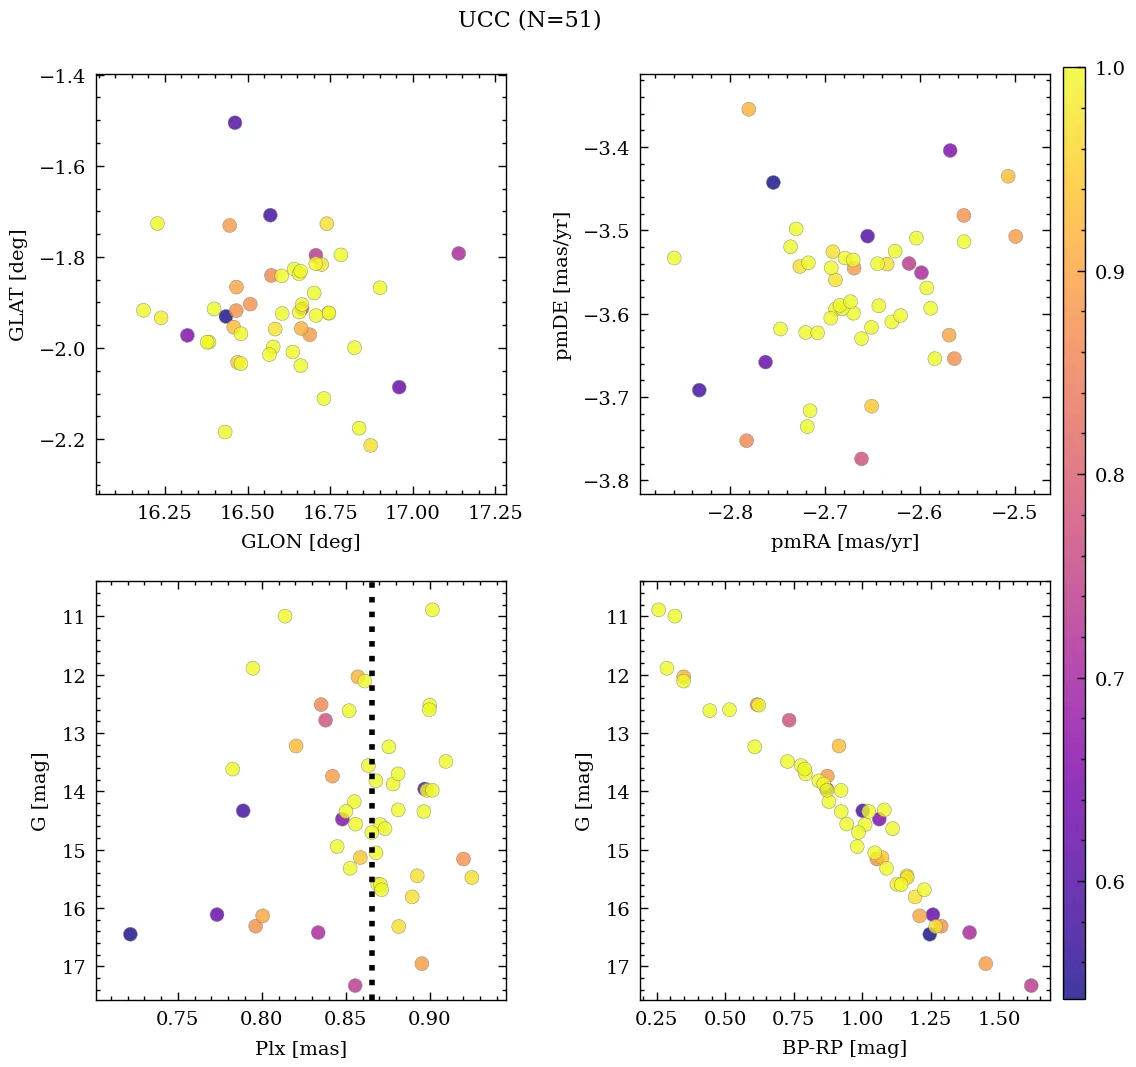 UCC (N=51)
−1.4
−1.6
−1.8
−2.0
−2.2
GLAT [deg]
16.25 16.50 16.75 17.00 17.25
GLON [deg]
−3.4
−3.5
−3.6
−3.7
−3.8
pmDE [mas/yr]
−2.8 −2.7 −2.6 −2.5
pmRA [mas/yr]
1.0
0.9
0.8
0.7
0.6
11
12
13
14
15
16
17
G [mag]
0.75 0.80 0.85 0.90
Plx [mas]
11
12
13
14
15
16
17
G [mag]
0.25 0.50 0.75 1.00 1.25 1.50
BP-RP [mag]